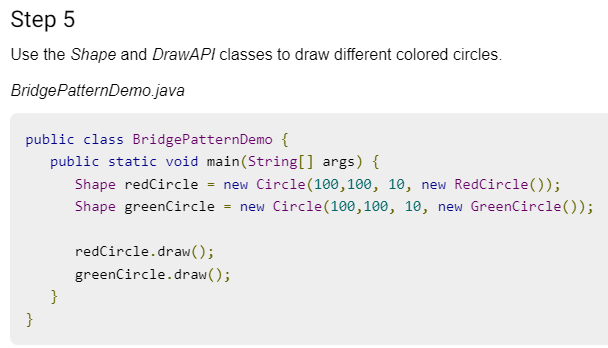 Step 5
Use the Shape and DrawAPI classes to draw different colored circles.
BridgePatternDemo.java
public class BridgePatternDemo {
   public static void main(String[] args) {
      Shape redCircle = new Circle(100,100, 10, new RedCircle());
      Shape greenCircle = new Circle(100,100, 10, new GreenCircle());

      redCircle.draw();
      greenCircle.draw();
   }
}